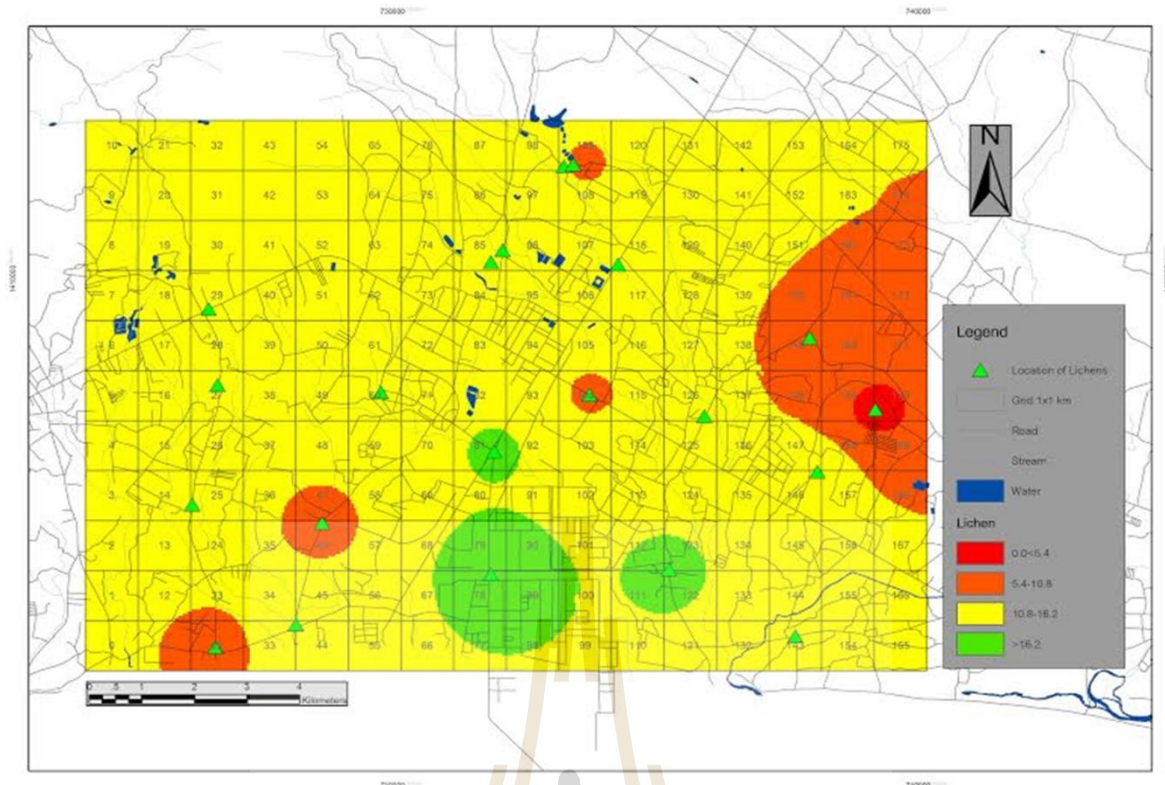 730000 740000
10 21 32 43 54 65 76 87 98 120 131 142 153 164 175
9 20 31 42 53 64 75 86 97 108 119 130 141 152 163
8 19 30 41 52 63 74 85 96 107 118 129 140 151
7 18 29 40 51 62 73 84 95 106 117 128 139
6 17 28 39 50 61 72 83 94 105 116 127 138
16 27 38 49 93 115 126 137
4 15 26 37 48 59 70 81 92 103 114 125 136 147
3 14 25 36 47 58 69 80 91 102 113 124 135 146 157
2 13 24 35 46 57 68 79 90 101 112 123 134 145 156 167
1 12 23 34 45 56 67 78 89 100 111 122 133 144 155 166
33 44 55 66 99 110 121 132 143 154 165
1410000
N
Legend
Location of Lichens
Grid 1x1 km
Road
Stream
Water
Lichen
0.0<5.4
5.4-10.8
10.8-16.2
>16.2
0 .5 1 2 3 4
Kilometers